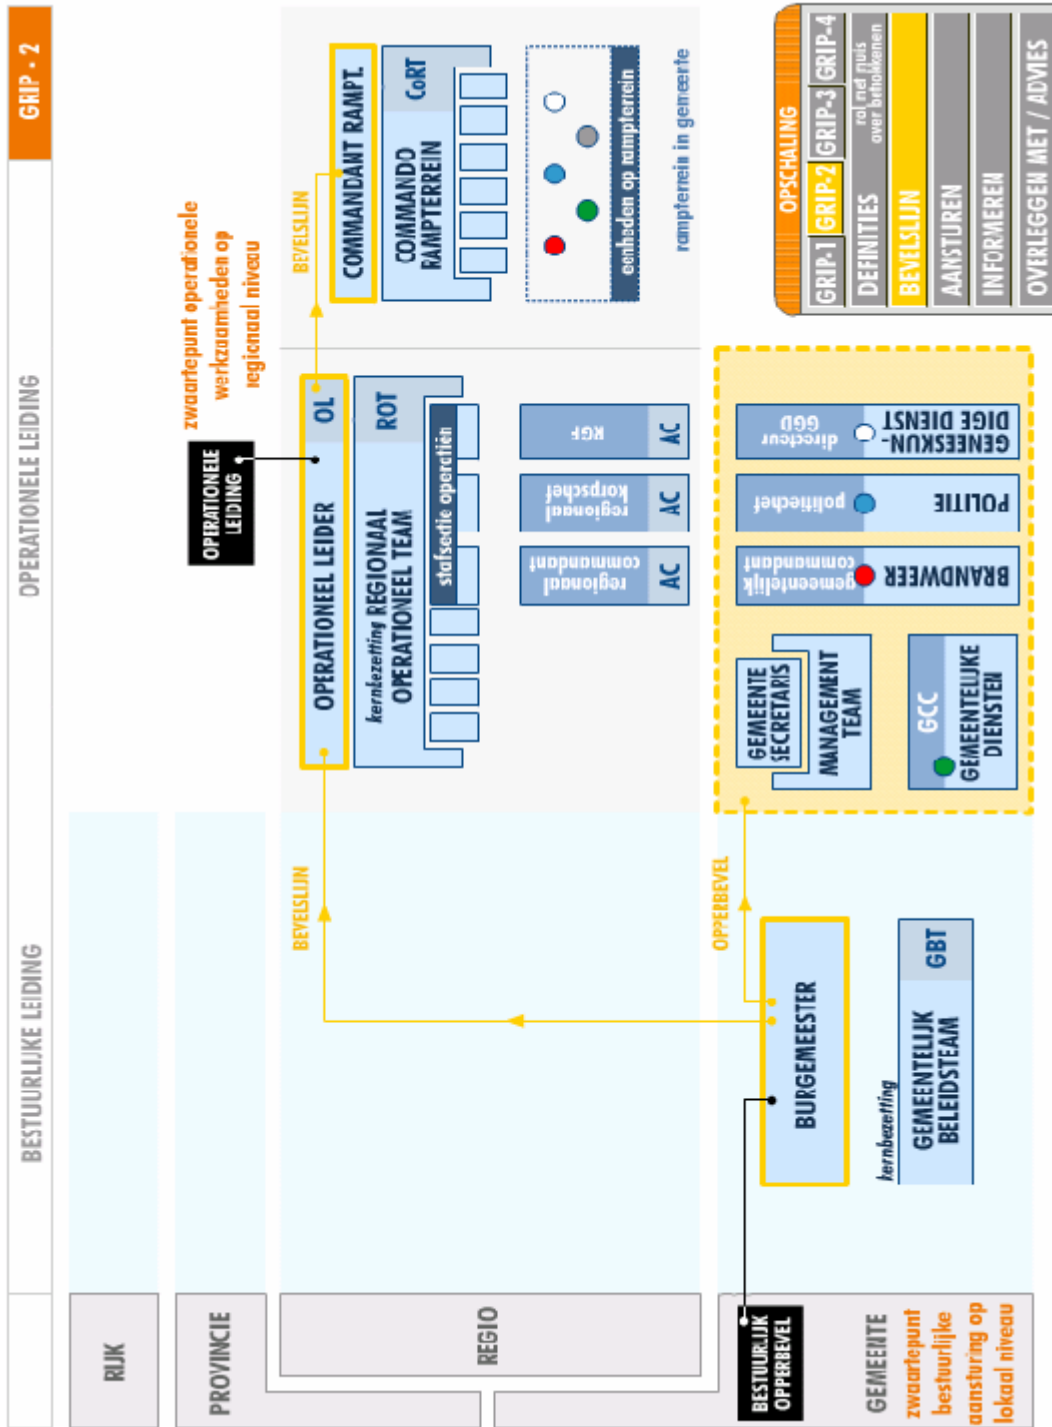 BESTUURLIJKE LEIDING
OPERATIONELE LEIDING
GRIP - 2
RIJK
PROVINCIE
REGIO
GEMEENTE
zwaartepunt
bestuurlijke
aansturing op
lokaal niveau
BESTUURLIJK
OPPERBEVEL
OPERATIONELE
LEIDING
zwaartepunt operationele
werkzaamheden op
regionaal niveau
BEVELSLIJN
OPERATIONEEL LEIDER
OL
kernbezetting REGIONAAL
OPERATIONEEL TEAM
ROT
stafsectie operatiën
BEVELSLIJN
COMMANDANT RAMPT.
COMMANDO
RAMPTERREIN
CoRT
eenheden op rampterrein
rampterrein in gemeente
regionaal
commandant
AC
regionaal
korpschef
AC
RGF
AC
OPPERBEVEL
BURGEMEESTER
kernbezetting
GEMEENTELIJK
BELEIDSTEAM
GBT
GEMEENTE
SECRETARIS
MANAGEMENT
TEAM
GCC
GEMEENTELIJKE
DIENSTEN
gemeentelijk
commandant
BRANDWEER
politiechef
POLITIE
directeur
GGD
GENEESKUN-
DIGE DIENST
OPSCHALING
GRIP-1 GRIP-2 GRIP-3 GRIP-4
DEFINITIES
rol met muis
over betrokkenen
BEVELSLIJN
AANSTUREN
INFORMEREN
OVERLEGGEN MET / ADVIES